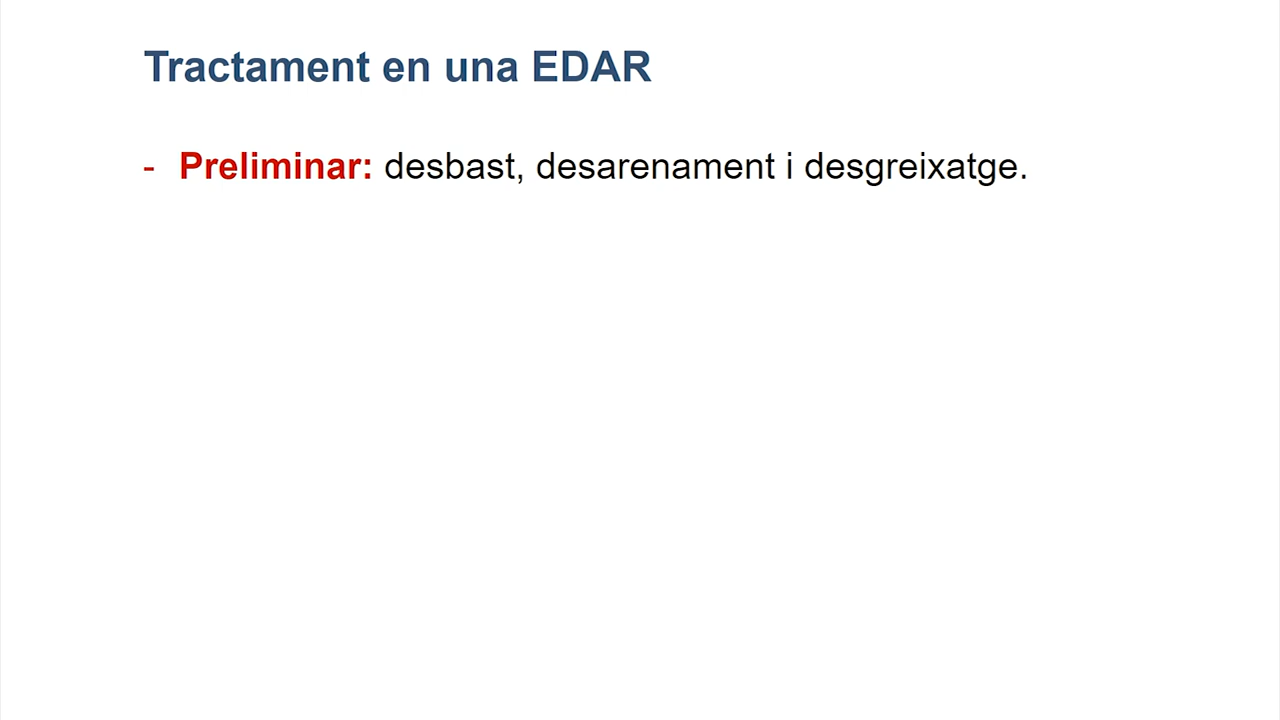 Tractament en una EDAR
- Preliminar: desbast, desarenament i desgreixatge.